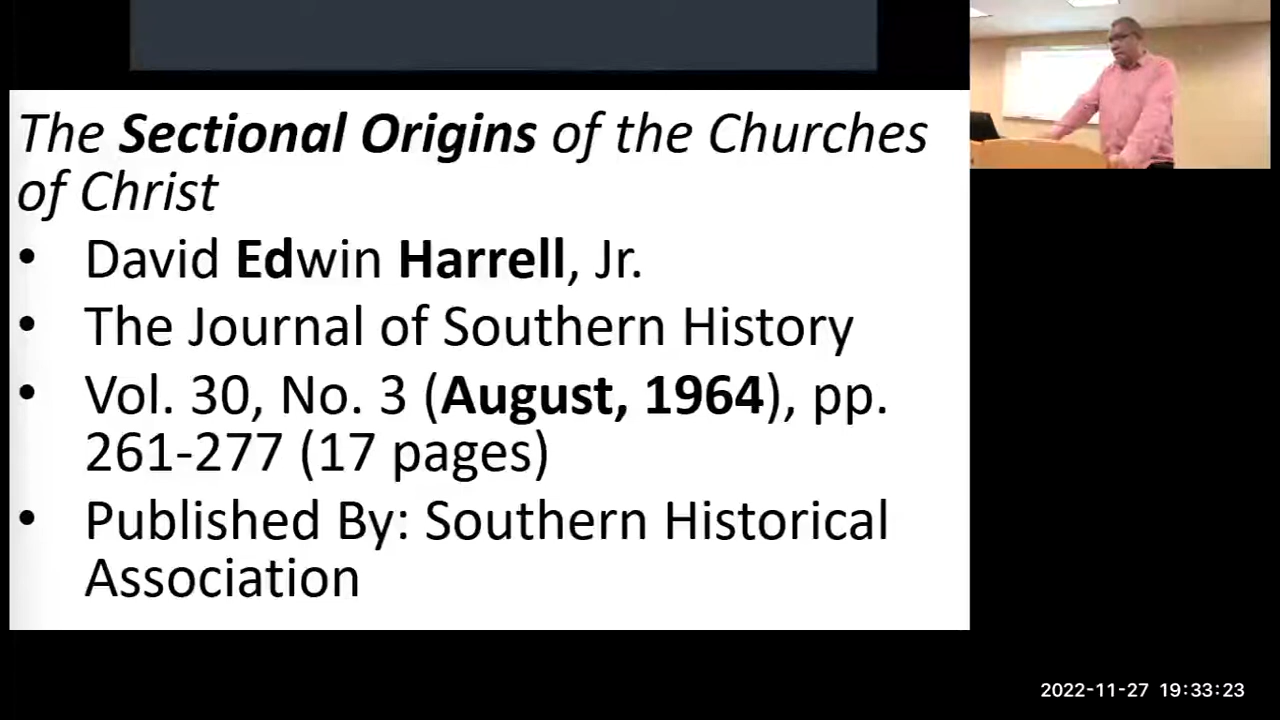 The Sectional Origins of the Churches
of Christ
• David Edwin Harrell, Jr.
• The Journal of Southern History
• Vol. 30, No. 3 (August, 1964), pp.
261-277 (17 pages)
• Published By: Southern Historical
Association
2022-11-27 19:33:23